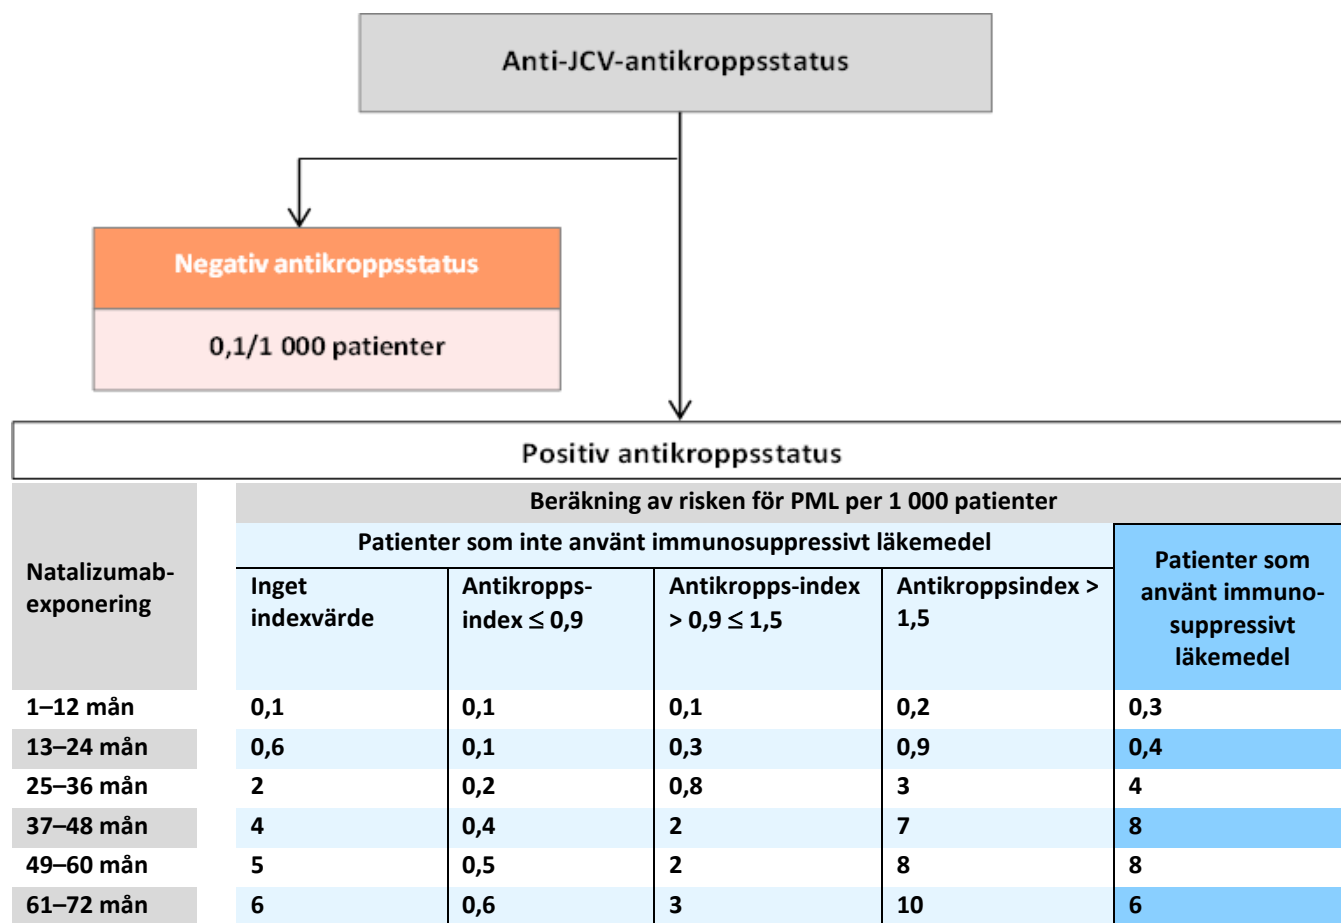 Anti-JCV-antikroppsstatus
Negativ antikroppsstatus
0,1/1 000 patienter
Positiv antikroppsstatus
Natalizumab-
exponering
Beräkning av risken för PML per 1 000 patienter
Patienter som inte använt immunosuppressivt läkemedel
Patienter som
använt immuno-
suppressivt
läkemedel
Inget
indexvärde
Antikropps-
index ≤ 0,9
Antikropps-index
> 0,9 ≤ 1,5
Antikroppsindex >
1,5
1–12 mån 0,1 0,1 0,1 0,2 0,3
13–24 mån 0,6 0,1 0,3 0,9 0,4
25–36 mån 2 0,2 0,8 3 4
37–48 mån 4 0,4 2 7 8
49–60 mån 5 0,5 2 8 8
61–72 mån 6 0,6 3 10 6